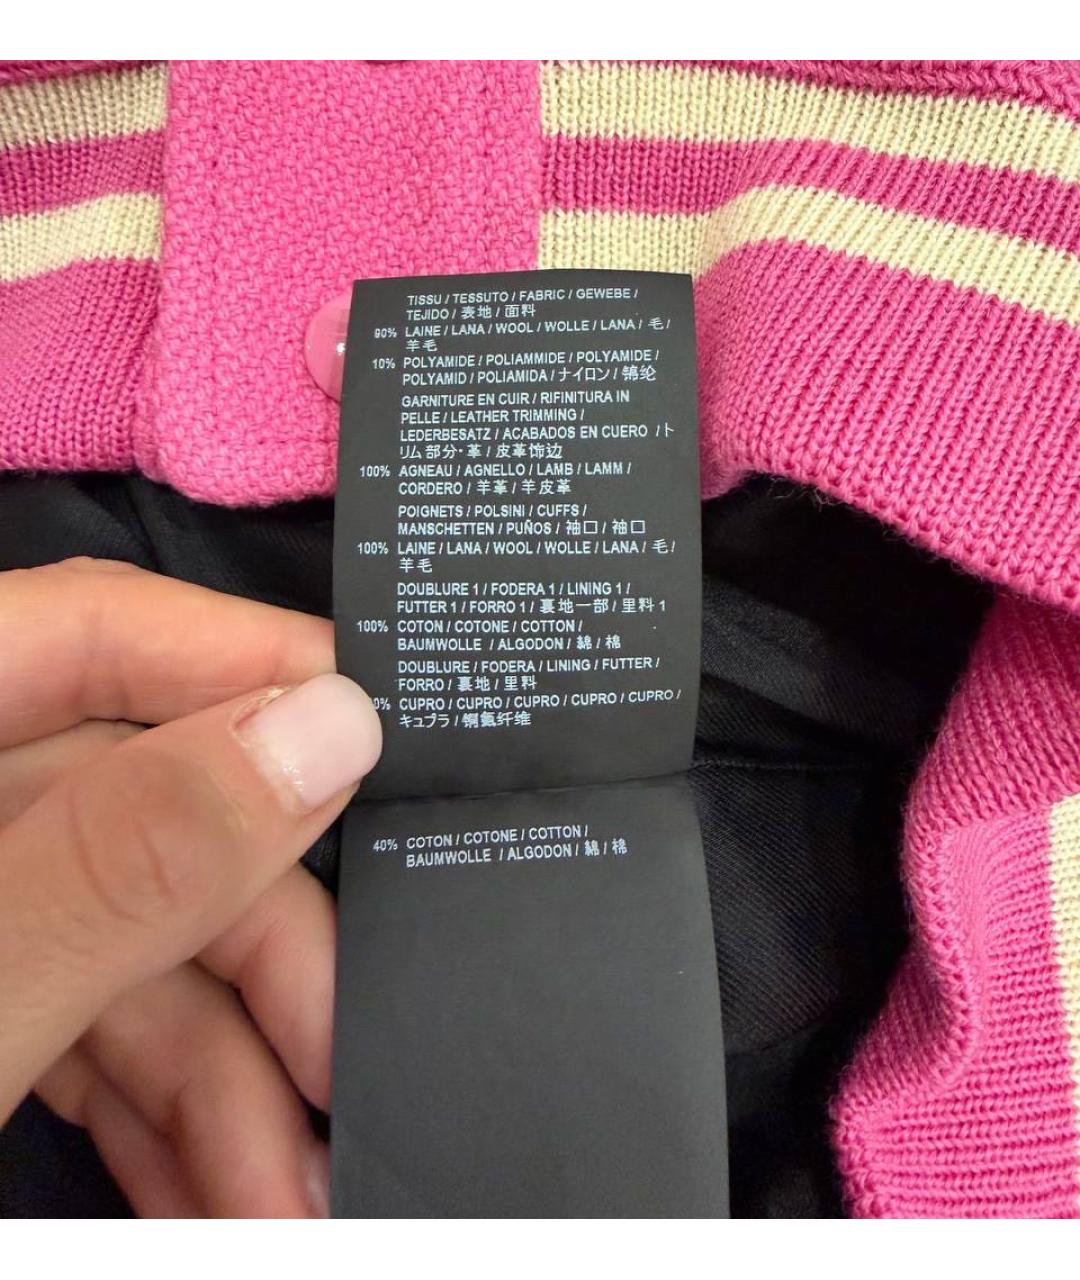 TISSU / TESSUTO / FABRIC / GEWEBE /
TEJIDO / 表地 / 面料
90% LAINE / LANA / WOOL / WOLLE / LANA / 毛 /
羊毛
10% POLYAMIDE / POLIAMMIDE / POLYAMIDE /
POLYAMID / POLIAMIDA / ナイロン / 锦纶
GARNITURE EN CUIR / RIFINITURA IN
PELLE / LEATHER TRIMMING /
LEDERBESATZ / ACABADOS EN CUERO / ト
リム部分・革 / 皮革饰边
100% AGNEAU / AGNELLO / LAMB / LAMM /
CORDERO / 羊革 / 羊皮革
POIGNETS / POLSINI / CUFFS /
MANSCHETTEN / PUÑOS / 袖口 / 袖口
100% LAINE / LANA / WOOL / WOLLE / LANA / 毛 /
羊毛
DOUBLURE 1 / FODERA 1 / LINING 1 /
FUTTER 1 / FORRO 1 / 裏地一部 / 里料 1
100% COTON / COTONE / COTTON /
BAUMWOLLE / ALGODON / 綿 / 棉
DOUBLURE / FODERA / LINING / FUTTER /
FORRO / 裏地 / 里料
0% CUPRO / CUPRO / CUPRO / CUPRO / CUPRO /
キュプラ / 铜氨纤维
40% COTON / COTONE / COTTON /
BAUMWOLLE / ALGODON / 綿 / 棉